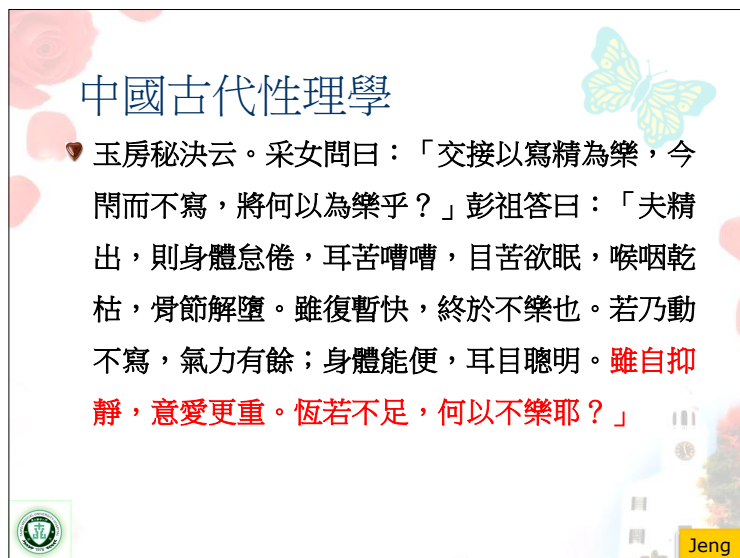 中國古代性理學
玉房秘決云。采女問曰：「交接以寫精為樂，今
閇而不寫，將何以為樂乎？」彭祖答曰：「夫精
出，則身體怠倦，耳苦嘈嘈，目苦欲眠，喉咽乾
枯，骨節解墮。雖復暫快，終於不樂也。若乃動
不寫，氣力有餘；身體能便，耳目聰明。雖自抑
靜，意愛更重。恆若不足，何以不樂耶？」
Jeng